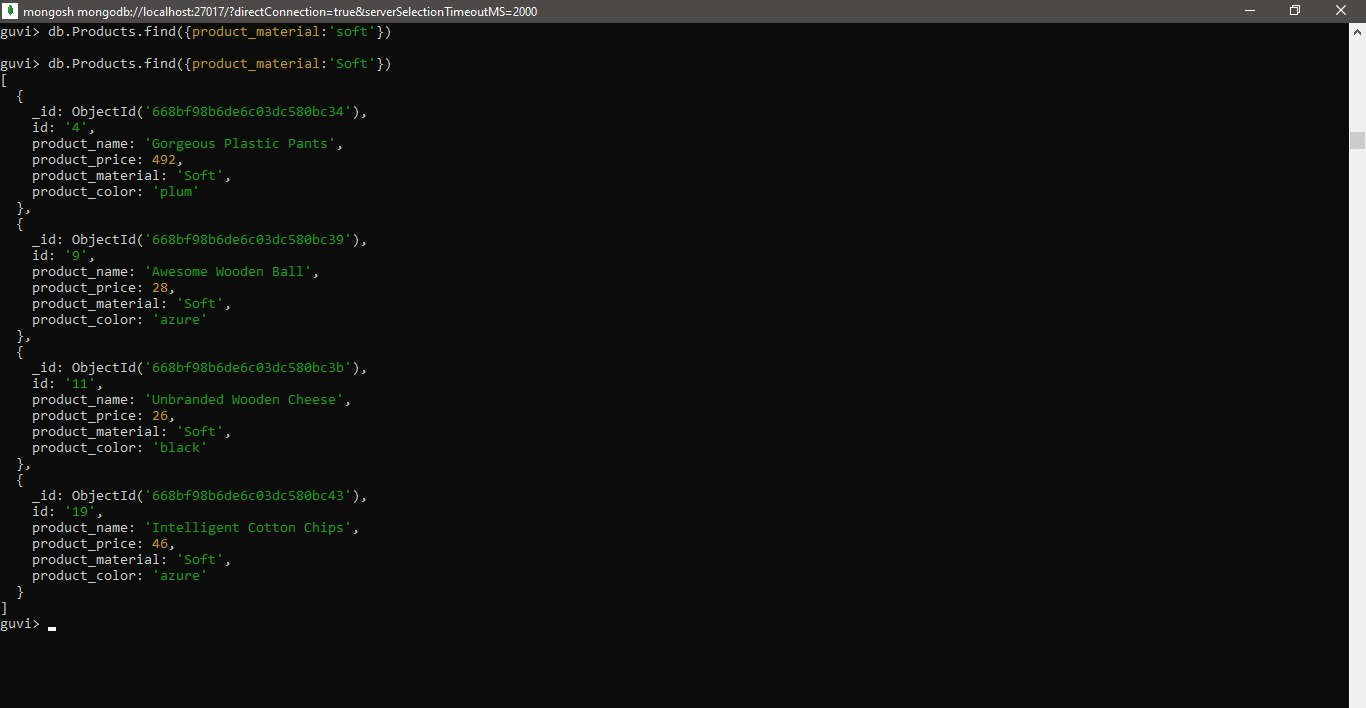 mongosh mongodb://localhost:27017/?directConnection=true&serverSelectionTimeoutMS=2000
guvi> db.Products.find({product_material:'soft'})
guvi> db.Products.find({product_material:'Soft'})
[
  {
    _id: ObjectId('668bf98b6de6c03dc580bc34'),
    id: '4',
    product_name: 'Gorgeous Plastic Pants',
    product_price: 492,
    product_material: 'Soft',
    product_color: 'plum'
  },
  {
    _id: ObjectId('668bf98b6de6c03dc580bc39'),
    id: '9',
    product_name: 'Awesome Wooden Ball',
    product_price: 28,
    product_material: 'Soft',
    product_color: 'azure'
  },
  {
    _id: ObjectId('668bf98b6de6c03dc580bc3b'),
    id: '11',
    product_name: 'Unbranded Wooden Cheese',
    product_price: 26,
    product_material: 'Soft',
    product_color: 'black'
  },
  {
    _id: ObjectId('668bf98b6de6c03dc580bc43'),
    id: '19',
    product_name: 'Intelligent Cotton Chips',
    product_price: 46,
    product_material: 'Soft',
    product_color: 'azure'
  }
]
guvi>